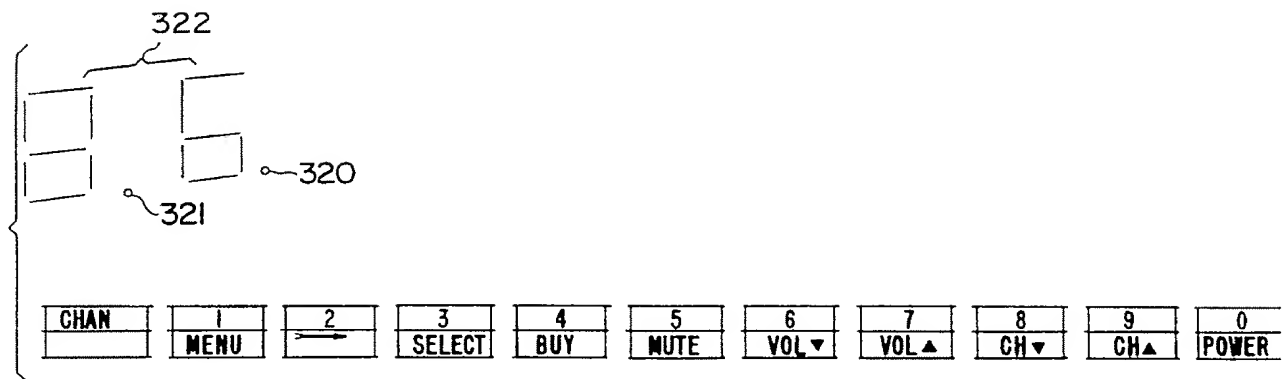 322
86
320
321
CHAN 1 2 3 4 5 6 7 8 9 0
MENU → SELECT BUY MUTE VOL▼ VOL▲ CH▼ CH▲ POWER